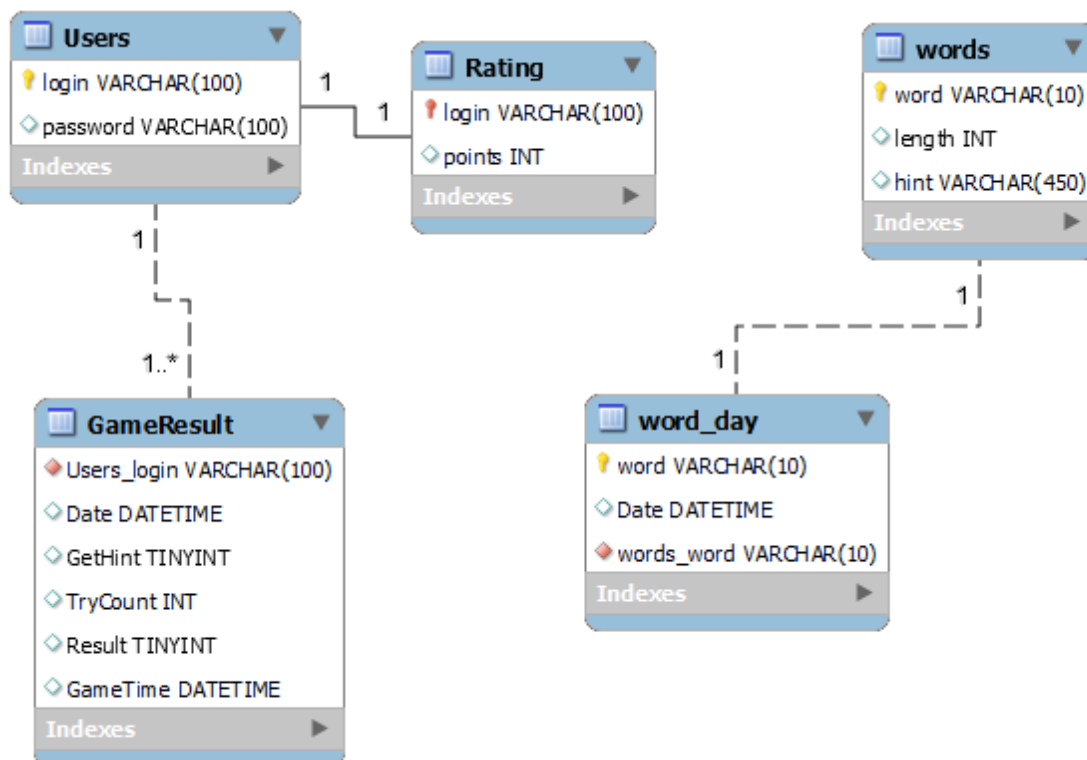 Users
login VARCHAR(100)
password VARCHAR(100)
Indexes
1
1
Rating
login VARCHAR(100)
points INT
Indexes
words
word VARCHAR(10)
length INT
hint VARCHAR(450)
Indexes
1
1..*
1
1
GameResult
Users_login VARCHAR(100)
Date DATETIME
GetHint TINYINT
TryCount INT
Result TINYINT
GameTime DATETIME
Indexes
word_day
word VARCHAR(10)
Date DATETIME
words_word VARCHAR(10)
Indexes